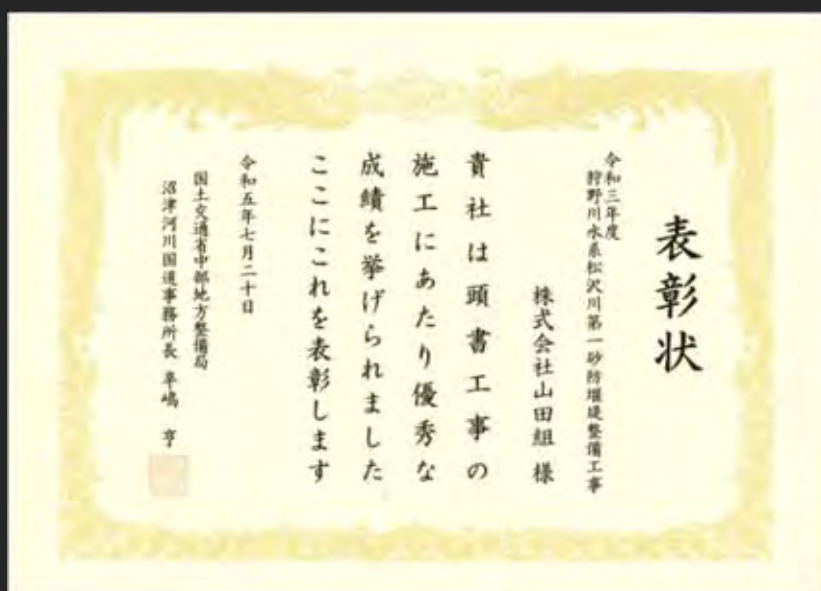 表彰状
令和三年度
狩野川水系松沢川第一砂防堰堤整備工事
株式会社山田組 様
貴社は頭書工事の
施工にあたり優秀な
成績を挙げられました
ここにこれを表彰します
令和五年七月二十日
国土交通省中部地方整備局
沼津河川国道事務所長 嶋 亨